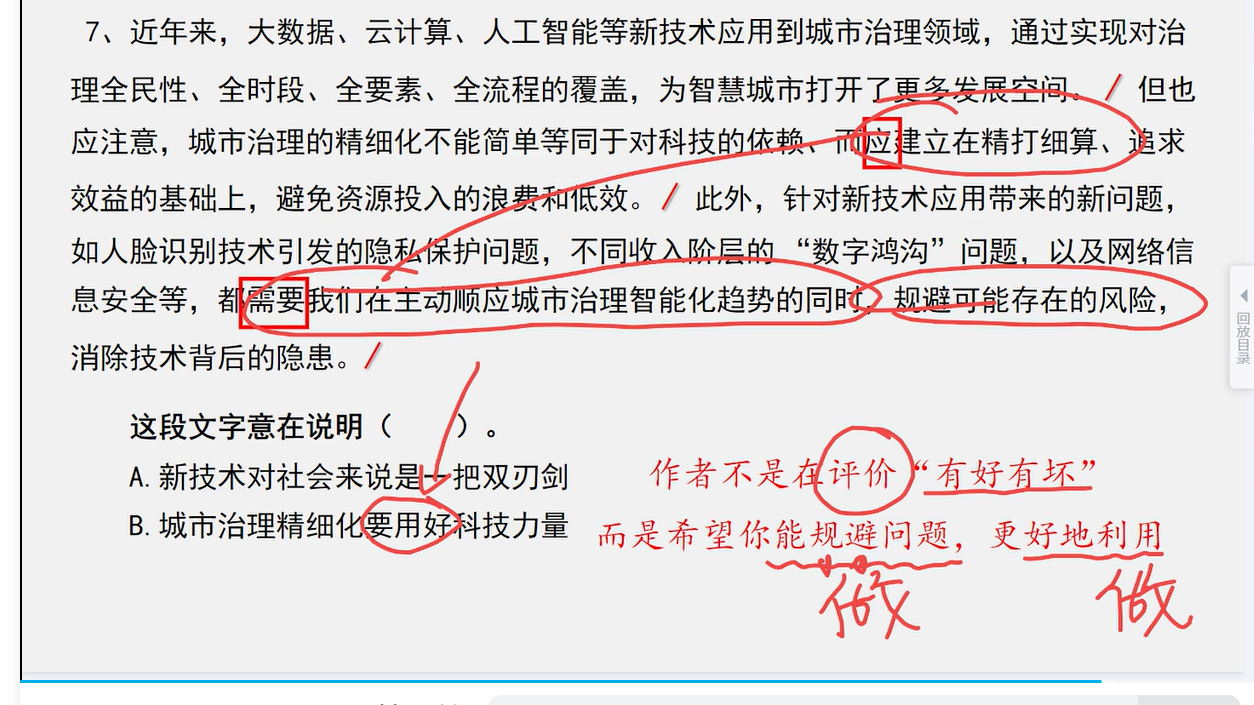 7、近年来，大数据、云计算、人工智能等新技术应用到城市治理领域，通过实现对治
理全民性、全时段、全要素、全流程的覆盖，为智慧城市打开了更多发展空间。/ 但也
应注意，城市治理的精细化不能简单等同于对科技的依赖、而应建立在精打细算、追求
效益的基础上，避免资源投入的浪费和低效。/ 此外，针对新技术应用带来的新问题，
如人脸识别技术引发的隐私保护问题，不同收入阶层的“数字鸿沟”问题，以及网络信
息安全等，都需要我们在主动顺应城市治理智能化趋势的同时，规避可能存在的风险，
消除技术背后的隐患。/
这段文字意在说明（　　）。
A. 新技术对社会来说是一把双刃剑
B. 城市治理精细化要用好科技力量
作者不是在评价“有好有坏”
而是希望你能规避问题，更好地利用
做 做
回放目录